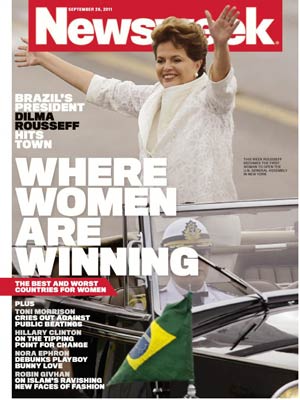 SEPTEMBER 26, 2011
Newsweek
BRAZIL'S
PRESIDENT
DILMA
ROUSSEFF
HITS
TOWN
THIS WEEK ROUSSEFF
BECOMES THE FIRST
WOMAN TO OPEN THE
U.N. GENERAL ASSEMBLY
IN NEW YORK
WHERE
WOMEN
ARE
WINNING
THE BEST AND WORST
COUNTRIES FOR WOMEN
PLUS
TONI MORRISON
CRIES OUT AGAINST
PUBLIC BEATINGS
HILLARY CLINTON
ON THE TIPPING
POINT FOR CHANGE
NORA EPHRON
DEBUNKS PLAYBOY
BUNNY LOVE
ROBIN GIVHAN
ON ISLAM'S RAVISHING
NEW FACES OF FASHION